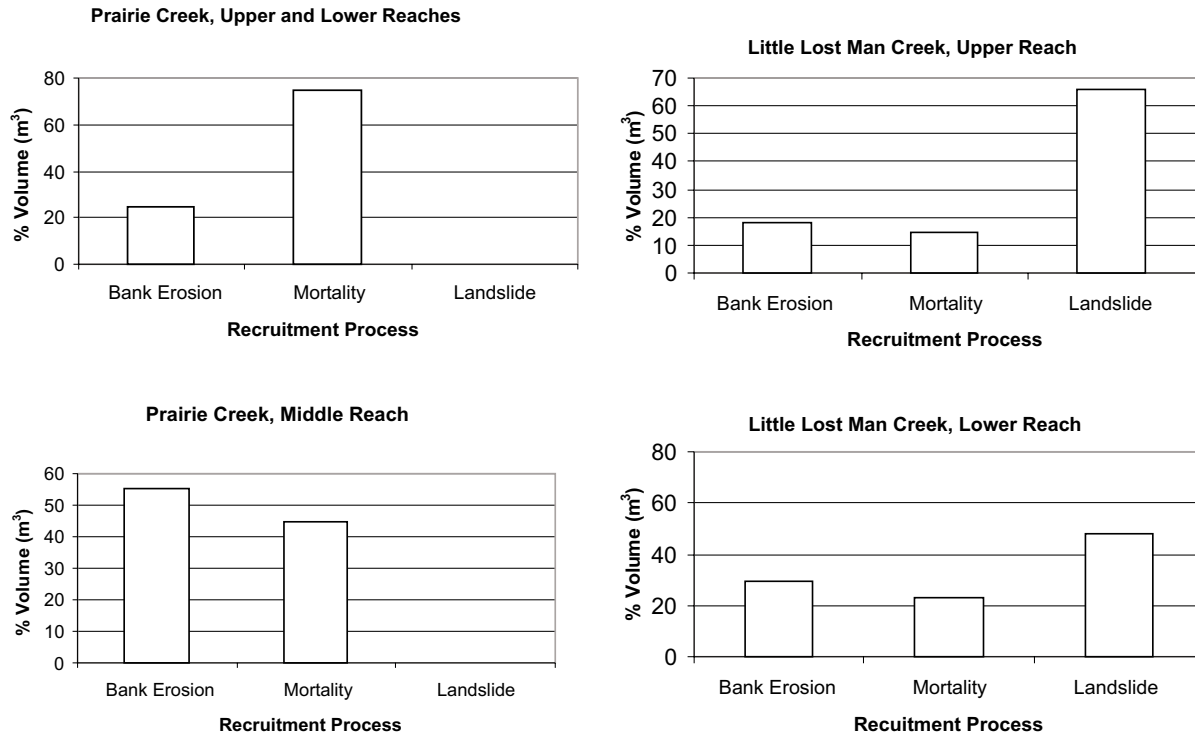 Prairie Creek, Upper and Lower Reaches
% Volume (m³)
80
60
40
20
0
Bank Erosion Mortality Landslide
Recruitment Process
Little Lost Man Creek, Upper Reach
% Volume (m³)
70
60
50
40
30
20
10
0
Bank Erosion Mortality Landslide
Recruitment Process
Prairie Creek, Middle Reach
% Volume (m³)
60
50
40
30
20
10
0
Bank Erosion Mortality Landslide
Recruitment Process
Little Lost Man Creek, Lower Reach
% Volume (m³)
80
60
40
20
0
Bank Erosion Mortality Landslide
Recuitment Process